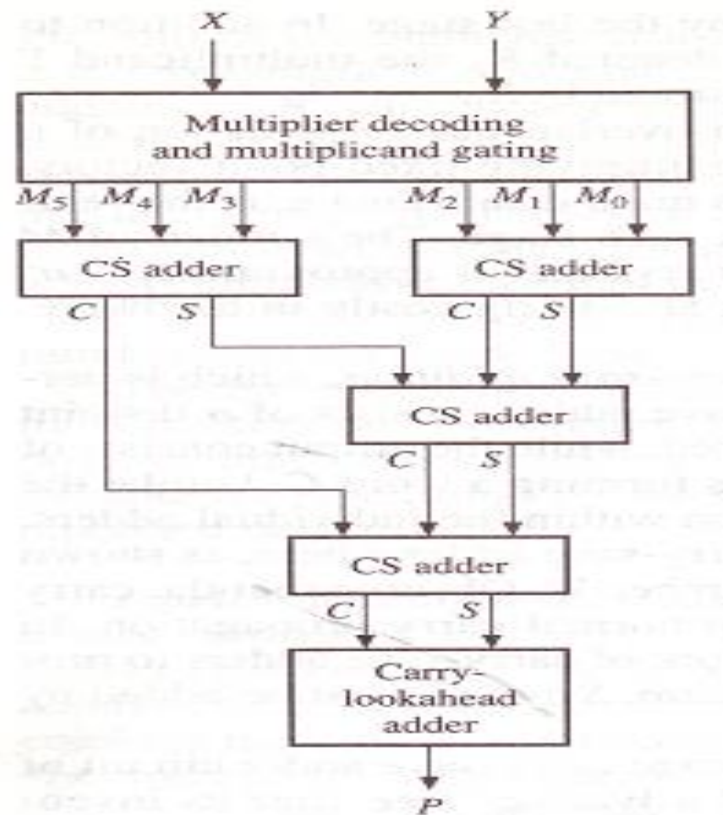 X Y
Multiplier decoding
and multiplicand gating
M5 M4 M3 M2 M1 M0
CS adder CS adder
C S C S
CS adder
C S
CS adder
C S
Carry-
lookahead
adder
P